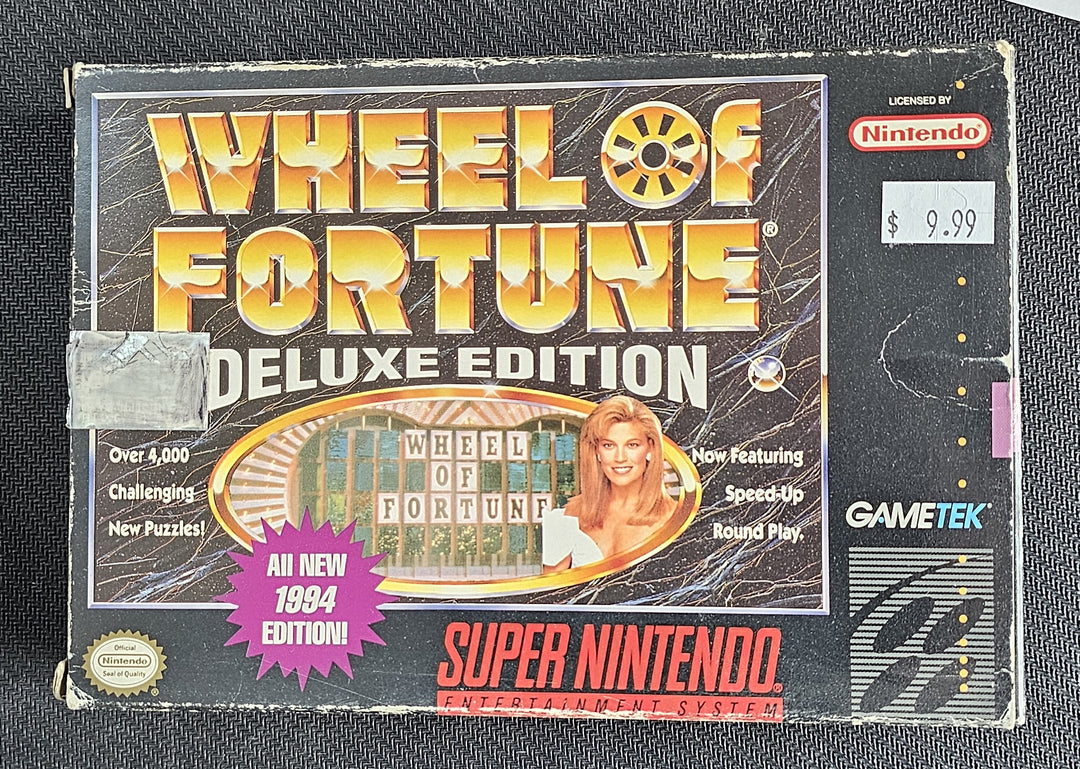 WHEEL OF
FORTUNE®
DELUXE EDITION
WHEEL
OF
FORTUNE
Over 4,000
Challenging
New Puzzles!
Now Featuring
Speed-Up
Round Play.
All NEW
1994
EDITION!
Official
Nintendo
Seal of Quality
®
SUPER NINTENDO®
ENTERTAINMENT SYSTEM
LICENSED BY
Nintendo®
$ 9.99
GAMETEK®